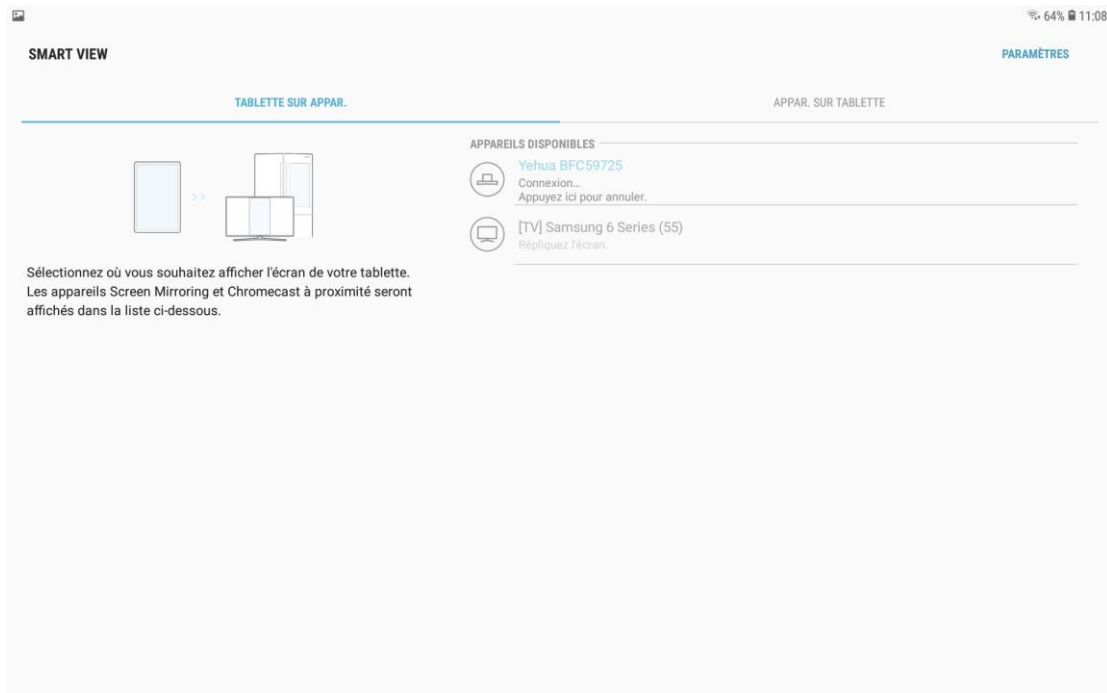 64% 11:08
SMART VIEW
PARAMÈTRES
TABLETTE SUR APPAR.
APPAR. SUR TABLETTE
Sélectionnez où vous souhaitez afficher l'écran de votre tablette.
Les appareils Screen Mirroring et Chromecast à proximité seront
affichés dans la liste ci-dessous.
APPAREILS DISPONIBLES
Yehua BFC59725
Connexion...
Appuyez ici pour annuler.
[TV] Samsung 6 Series (55)
Répliquez l'écran.